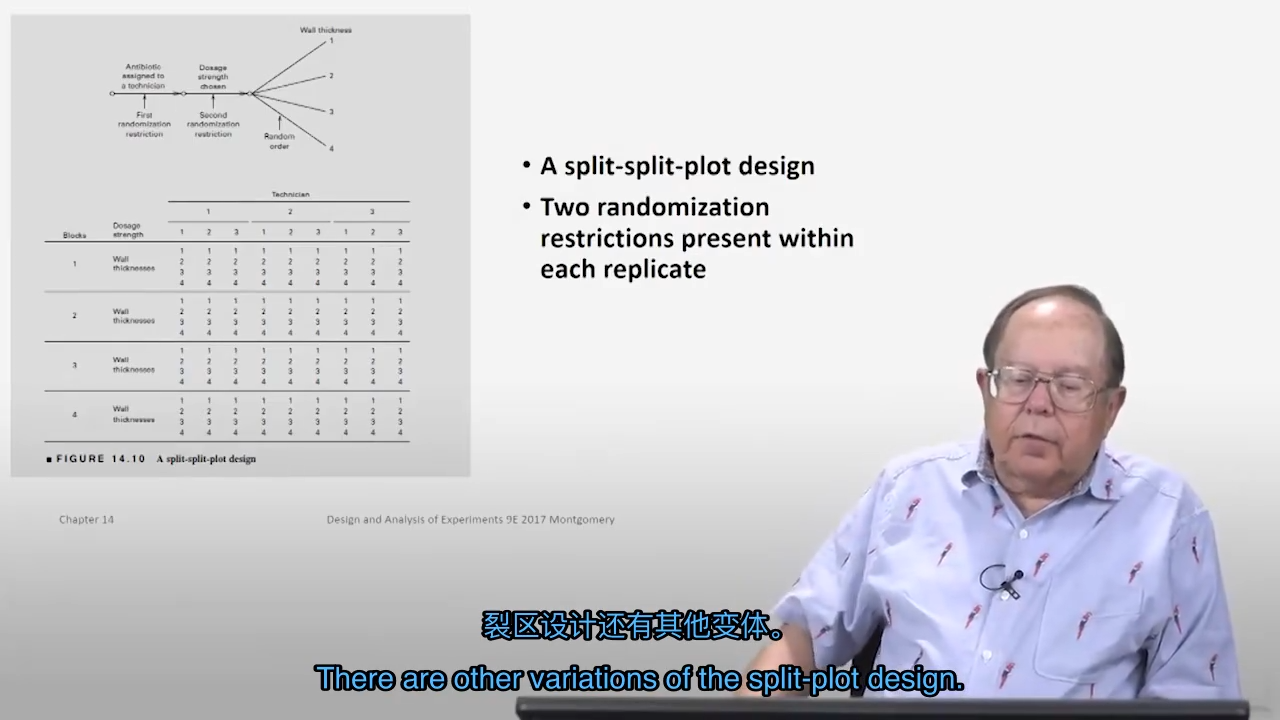 Wall thickness
1
Antibiotic
assigned to
a technician
Dosage
strength
chosen
2
First
randomization
restriction
Second
randomization
restriction
3
Random
order
4
Technician
1 2 3
Blocks Dosage
strength 1 2 3 1 2 3 1 2 3
1 Wall
thicknesses
1 1 1 1 1 1 1 1 1
2 2 2 2 2 2 2 2 2
3 3 3 3 3 3 3 3 3
4 4 4 4 4 4 4 4 4
2 Wall
thicknesses
1 1 1 1 1 1 1 1 1
2 2 2 2 2 2 2 2 2
3 3 3 3 3 3 3 3 3
4 4 4 4 4 4 4 4 4
3 Wall
thicknesses
1 1 1 1 1 1 1 1 1
2 2 2 2 2 2 2 2 2
3 3 3 3 3 3 3 3 3
4 4 4 4 4 4 4 4 4
4 Wall
thicknesses
1 1 1 1 1 1 1 1 1
2 2 2 2 2 2 2 2 2
3 3 3 3 3 3 3 3 3
4 4 4 4 4 4 4 4 4
■ FIGURE 14.10 A split-split-plot design
• A split-split-plot design
• Two randomization
restrictions present within
each replicate
Chapter 14
Design and Analysis of Experiments 9E 2017 Montgomery
裂区设计还有其他变体。
There are other variations of the split-plot design.